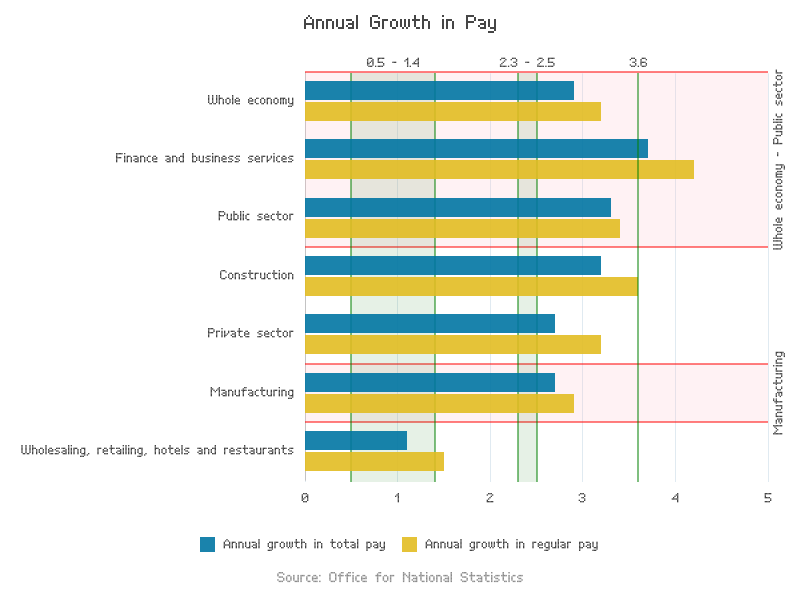 Annual Growth in Pay
0.5 - 1.4
2.3 - 2.5
3.6
Whole economy
Finance and business services
Public sector
Construction
Private sector
Manufacturing
Wholesaling, retailing, hotels and restaurants
Whole economy - Public sector
Manufacturing
0 1 2 3 4 5
Annual growth in total pay
Annual growth in regular pay
Source: Office for National Statistics